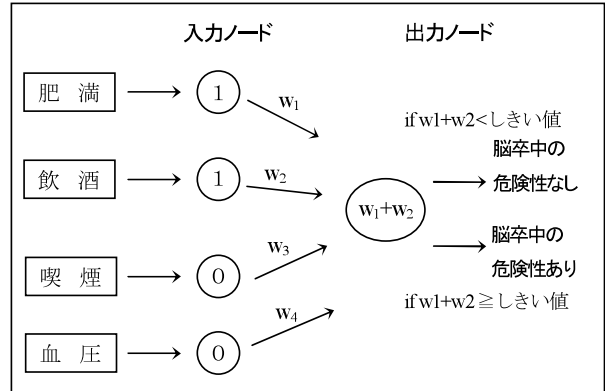 入力ノード
出力ノード
肥 満
1
w1
飲 酒
1
w2
喫 煙
0
w3
血 圧
0
w4
w1+w2
if w1+w2<しきい値
脳卒中の
危険性なし
脳卒中の
危険性あり
if w1+w2≧しきい値